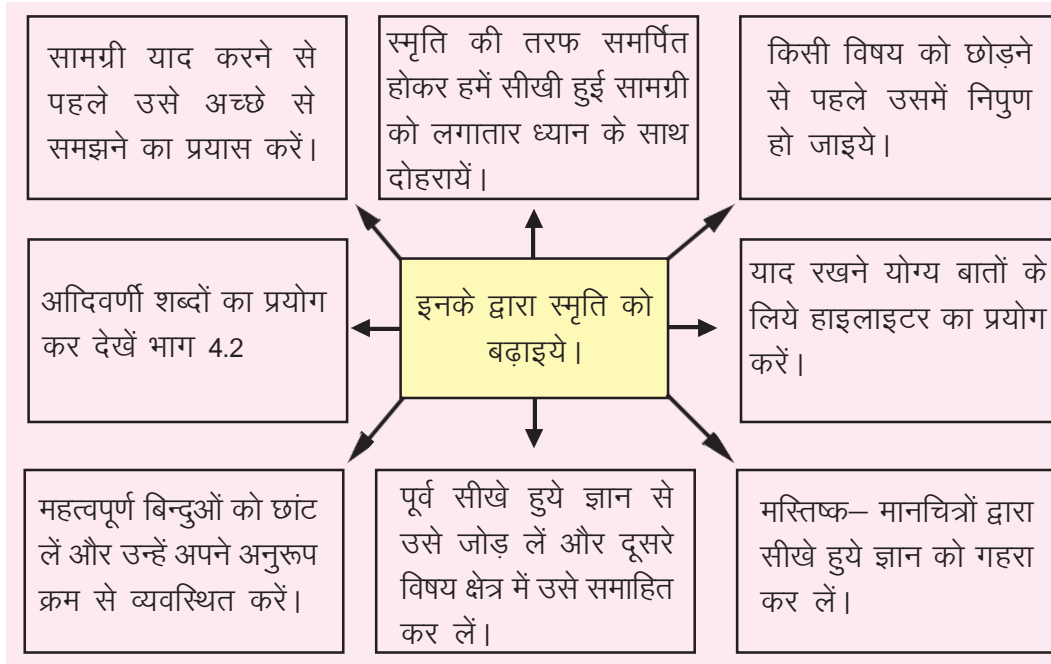 सामग्री याद करने से
पहले उसे अच्छे से
समझने का प्रयास करें।
स्मृति की तरफ समर्पित
होकर हमें सीखी हुई सामग्री
को लगातार ध्यान के साथ
दोहरायें।
किसी विषय को छोड़ने
से पहले उसमें निपुण
हो जाइये।
आदिवर्णी शब्दों का प्रयोग
कर देखें भाग 4.2
इनके द्वारा स्मृति को
बढ़ाइये।
याद रखने योग्य बातों के
लिये हाइलाइटर का प्रयोग
करें।
महत्वपूर्ण बिन्दुओं को छांट
लें और उन्हें अपने अनुरूप
क्रम से व्यवस्थित करें।
पूर्व सीखे हुये ज्ञान से
उसे जोड़ लें और दूसरे
विषय क्षेत्र में उसे समाहित
कर लें।
मस्तिष्क– मानचित्रों द्वारा
सीखे हुये ज्ञान को गहरा
कर लें।